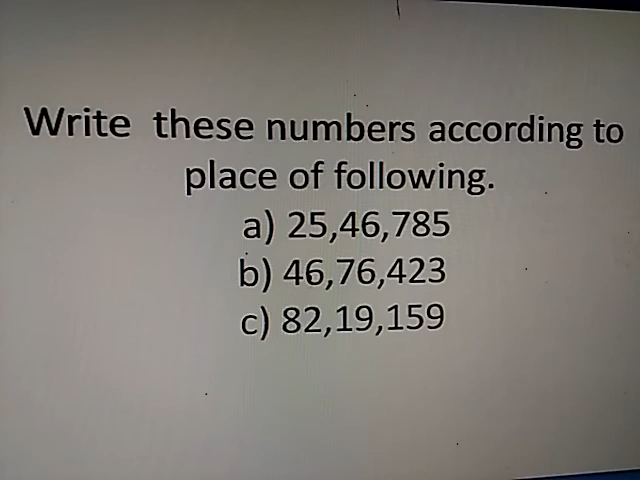 Write these numbers according to
place of following.
a) 25,46,785
b) 46,76,423
c) 82,19,159